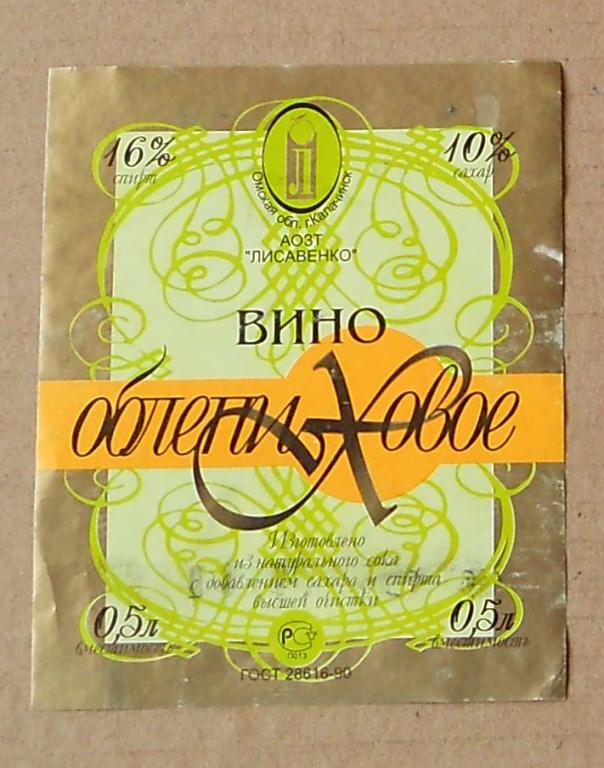 16%
спирт
10%
сахар
Л
Омская обл. г.Калачинск
АОЗТ
"ЛИСАВЕНКО"
ВИНО
облепиховое
Изготовлено
из натурального сока
с добавлением сахара и спирта
высшей очистки
0,5л
вместимость
0,5л
вместимость
РСТ
ГОСТ 28616-90